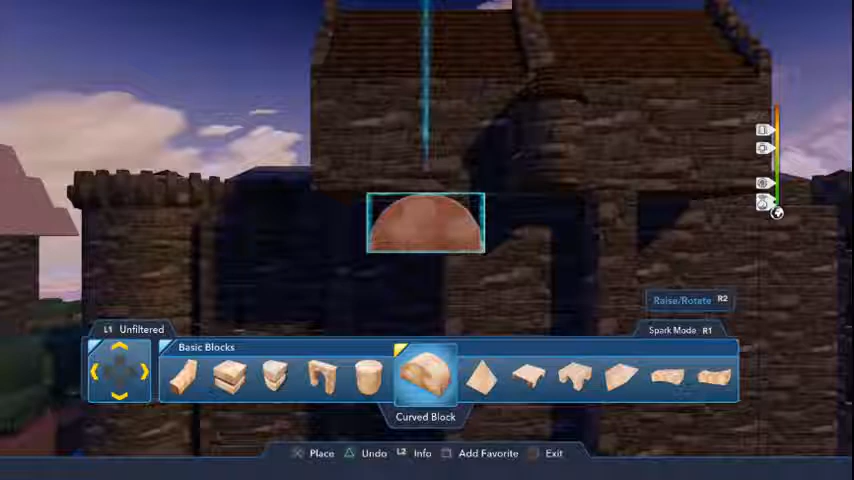 Raise/Rotate R2
L1 Unfiltered
Spark Mode R1
Basic Blocks
Curved Block
Place Undo L2 Info Add Favorite Exit